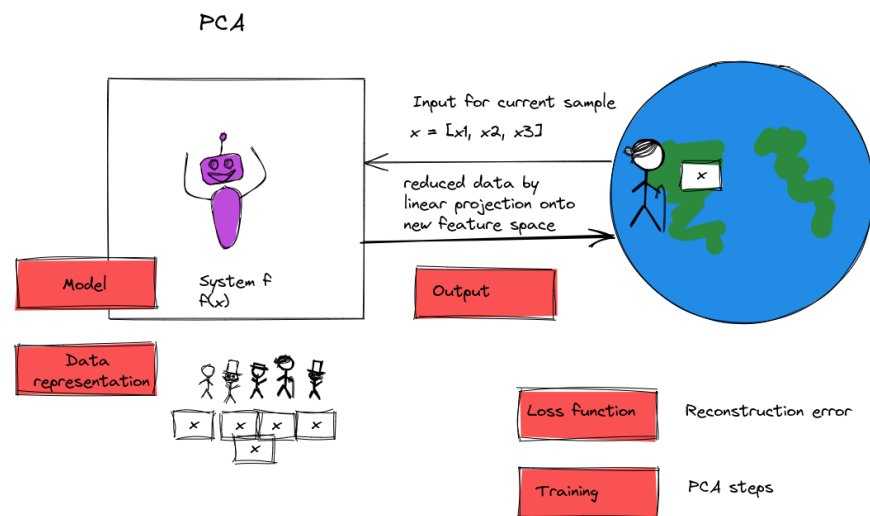 PCA
Input for current sample
x = [x1, x2, x3]
reduced data by
linear projection onto
new feature space
x
Model
System f
f(x)
Output
Data
representation
x
x
x
x
x
Loss function
Reconstruction error
Training
PCA steps